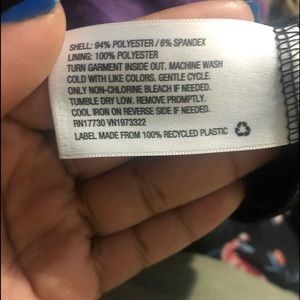 SHELL: 94% POLYESTER / 6% SPANDEX
LINING: 100% POLYESTER
TURN GARMENT INSIDE OUT. MACHINE WASH
COLD WITH LIKE COLORS. GENTLE CYCLE.
ONLY NON-CHLORINE BLEACH IF NEEDED.
TUMBLE DRY LOW. REMOVE PROMPTLY.
COOL IRON ON REVERSE SIDE IF NEEDED.
RN17730 VN1973322
LABEL MADE FROM 100% RECYCLED PLASTIC